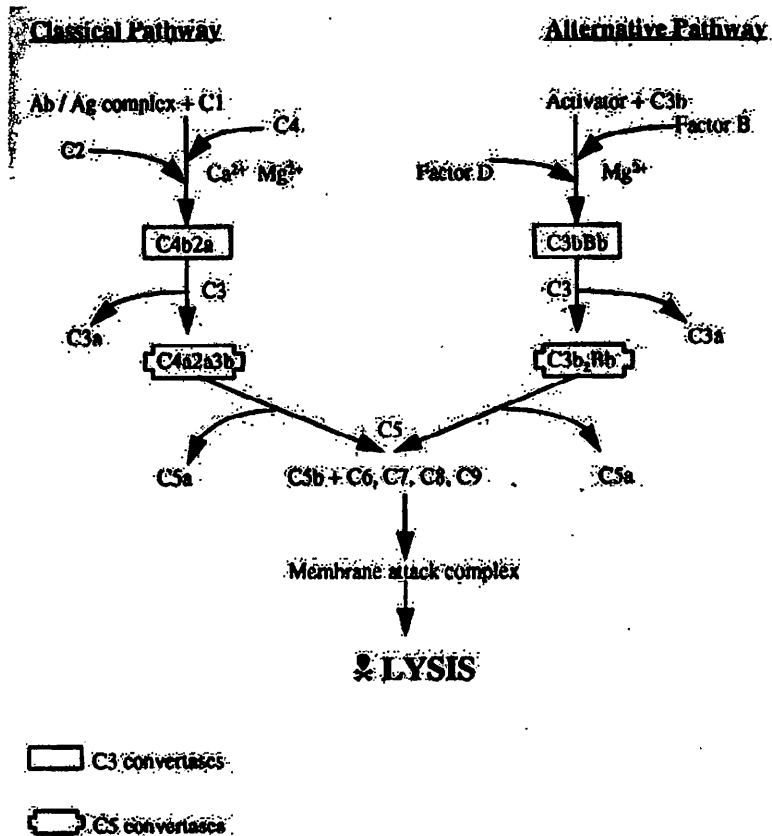 Classical Pathway
Alternative Pathway
Ab / Ag complex + C1
Activator + C3b
C4
Factor B
C2
Ca²⁺ Mg²⁺
Factor D
Mg²⁺
C4b2a
C3bBb
C3
C3
C3a
C3a
C4a2a3b
C3b₂Bb
C5
C5a
C5b + C6, C7, C8, C9
C5a
Membrane attack complex
☠ LYSIS
C3 convertases
C5 convertases